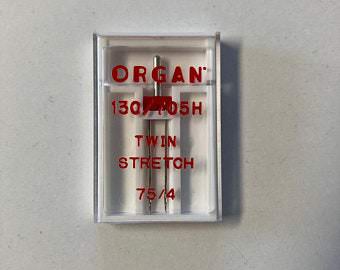 ORGAN
130/705H
TWIN
STRETCH
75/4